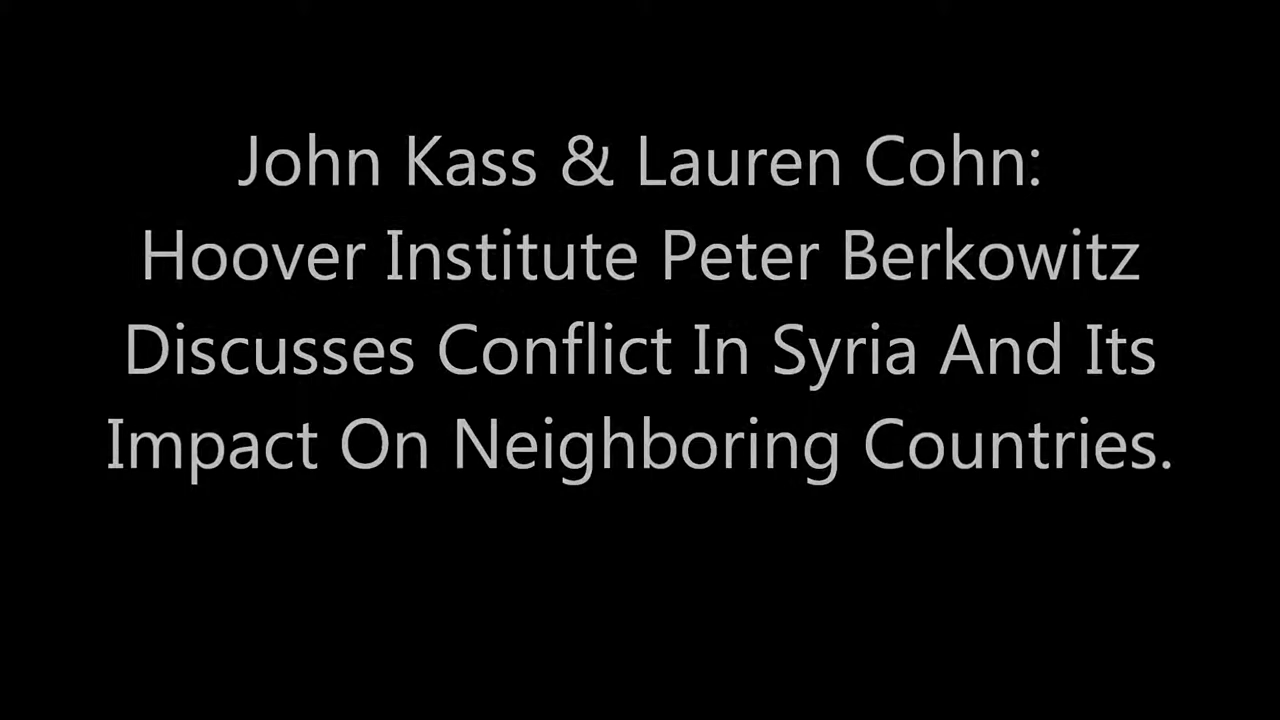 John Kass & Lauren Cohn:
Hoover Institute Peter Berkowitz
Discusses Conflict In Syria And Its
Impact On Neighboring Countries.